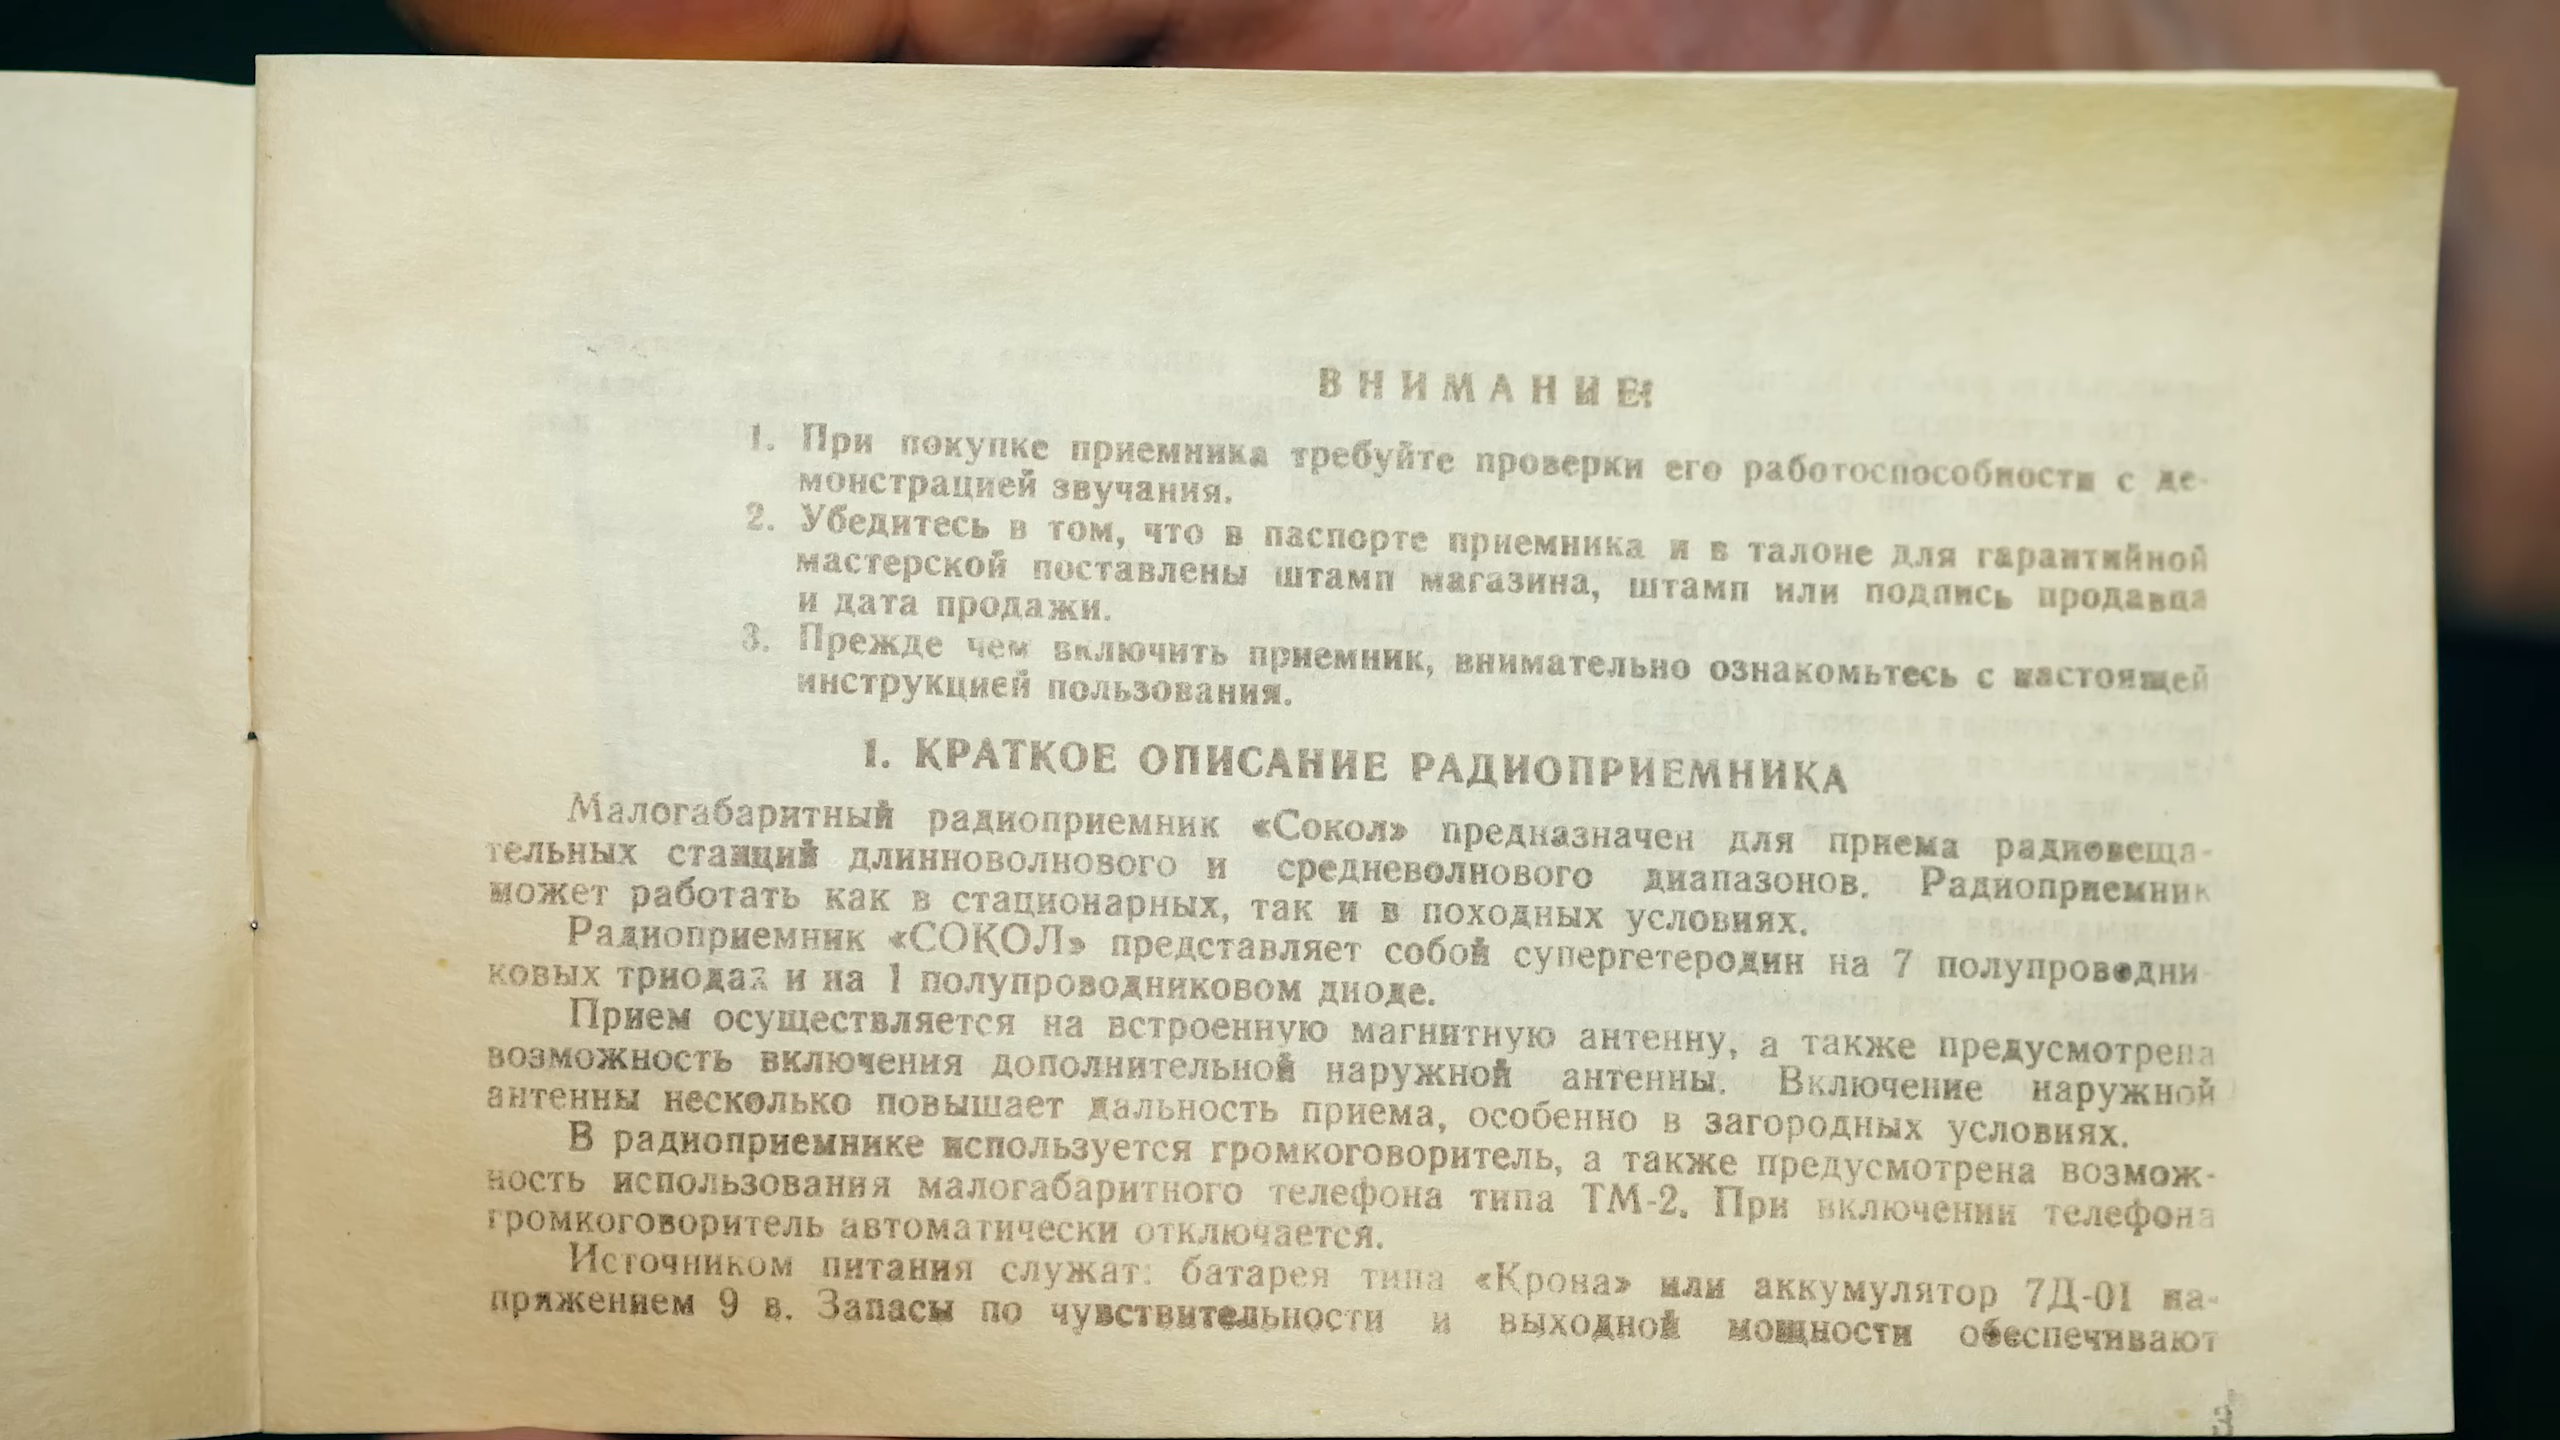 ВНИМАНИЕ!
1. При покупке приемника требуйте проверки его работоспособности с де-
монстрацией звучания.
2. Убедитесь в том, что в паспорте приемника и в талоне для гарантийной
мастерской поставлены штамп магазина, штамп или подпись продавца
и дата продажи.
3. Прежде чем включить приемник, внимательно ознакомьтесь с настоящей
инструкцией пользования.
1. КРАТКОЕ ОПИСАНИЕ РАДИОПРИЕМНИКА
Малогабаритный радиоприемник «Сокол» предназначен для приема радиовеща-
тельных станций длинноволнового и средневолнового диапазонов. Радиоприемник
может работать как в стационарных, так и в походных условиях.
Радиоприемник «СОКОЛ» представляет собой супергетеродин на 7 полупроводни-
ковых триодах и на 1 полупроводниковом диоде.
Прием осуществляется на встроенную магнитную антенну, а также предусмотрена
возможность включения дополнительной наружной антенны. Включение наружной
антенны несколько повышает дальность приема, особенно в загородных условиях.
В радиоприемнике используется громкоговоритель, а также предусмотрена возмож-
ность использования малогабаритного телефона типа ТМ-2. При включении телефона
громкоговоритель автоматически отключается.
Источником питания служат: батарея типа «Крона» или аккумулятор 7Д-01 на-
пряжением 9 в. Запасы по чувствительности и выходной мощности обеспечивают